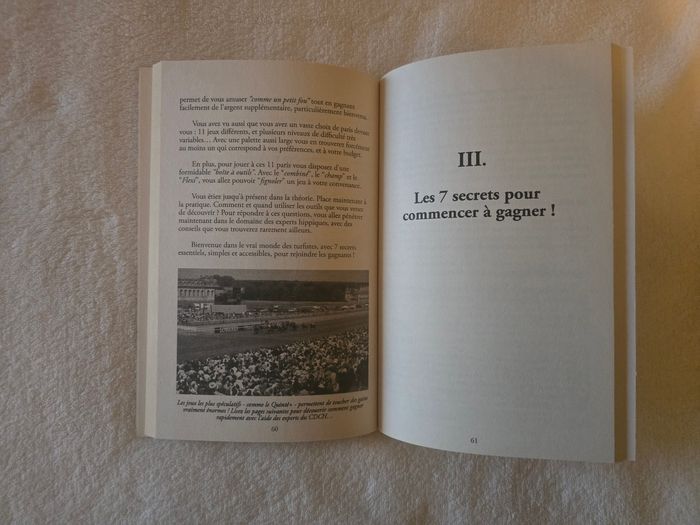 permet de vous amuser "comme un petit fou" tout en gagnant
facilement de l'argent supplémentaire, particulièrement bienvenu.
Vous avez vu aussi que vous avez un vaste choix de paris devant
vous : 11 jeux différents, et plusieurs niveaux de difficulté très
variables… Avec une palette aussi large vous en trouverez forcément
au moins un qui correspond à vos préférences, et à votre budget.
En plus, pour jouer à ces 11 paris vous disposez d'une
formidable "boîte à outils". Avec le "combiné", le "champ" et le
"Flexi", vous allez pouvoir "fignoler" un jeu à votre convenance.
Vous étiez jusqu'à présent dans la théorie. Place maintenant à
la pratique. Comment et quand utiliser les outils que vous venez
de découvrir ? Pour répondre à ces questions, vous allez pénétrer
maintenant dans le domaine des experts hippiques, avec des
conseils que vous trouverez rarement ailleurs.
Bienvenue dans le vrai monde des turfistes, avec 7 secrets
essentiels, simples et accessibles, pour rejoindre les gagnants !
Les jeux les plus spéculatifs - comme le Quinté+ - permettent de toucher des gains
vraiment énormes ! Lisez les pages suivantes pour découvrir comment gagner
rapidement avec l'aide des experts du CDCH…
60
III.
Les 7 secrets pour
commencer à gagner !
61